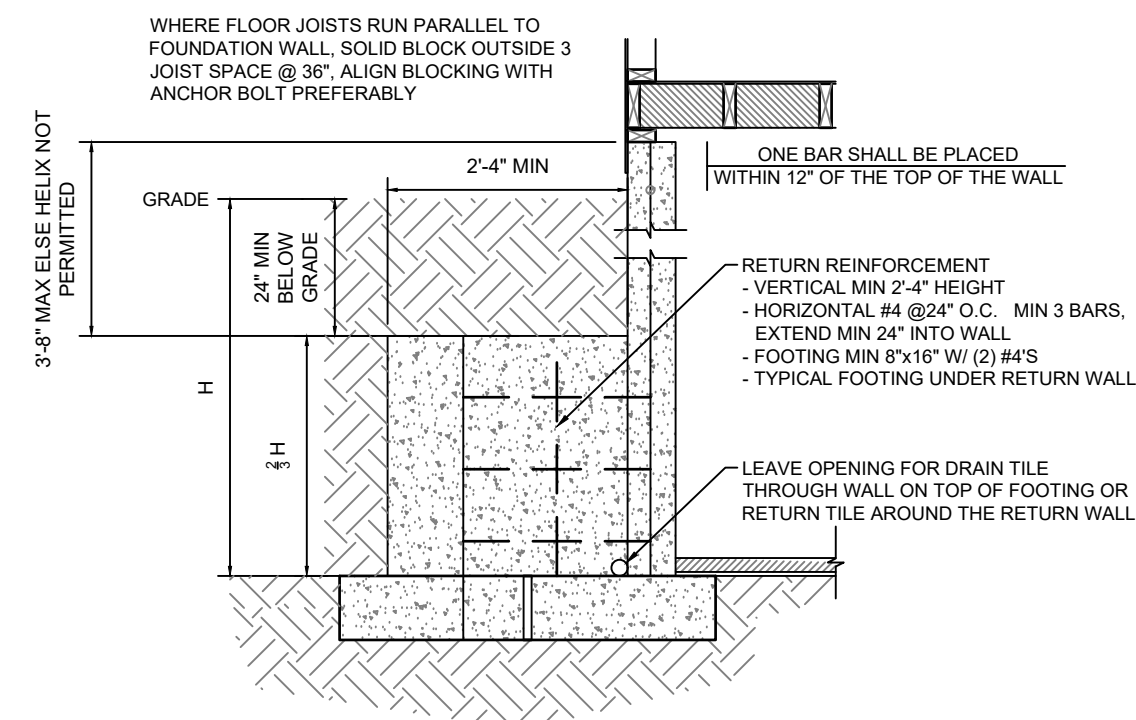 WHERE FLOOR JOISTS RUN PARALLEL TO
FOUNDATION WALL, SOLID BLOCK OUTSIDE 3
JOIST SPACE @ 36", ALIGN BLOCKING WITH
ANCHOR BOLT PREFERABLY
3'-8" MAX ELSE HELIX NOT
PERMITTED
GRADE
2'-4" MIN
24" MIN
BELOW
GRADE
H
2/3 H
ONE BAR SHALL BE PLACED
WITHIN 12" OF THE TOP OF THE WALL
RETURN REINFORCEMENT
- VERTICAL MIN 2'-4" HEIGHT
- HORIZONTAL #4 @24" O.C. MIN 3 BARS,
EXTEND MIN 24" INTO WALL
- FOOTING MIN 8"x16" W/ (2) #4'S
- TYPICAL FOOTING UNDER RETURN WALL
LEAVE OPENING FOR DRAIN TILE
THROUGH WALL ON TOP OF FOOTING OR
RETURN TILE AROUND THE RETURN WALL